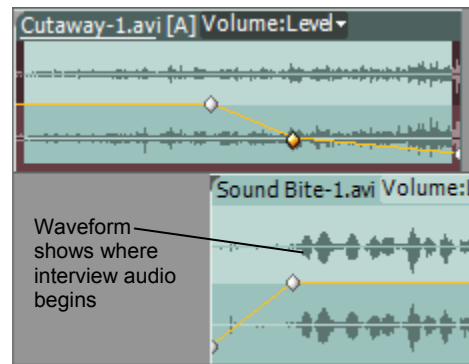 Cutaway-1.avi [A] Volume:Level
Sound Bite-1.avi Volume:
Waveform
shows where
interview audio
begins